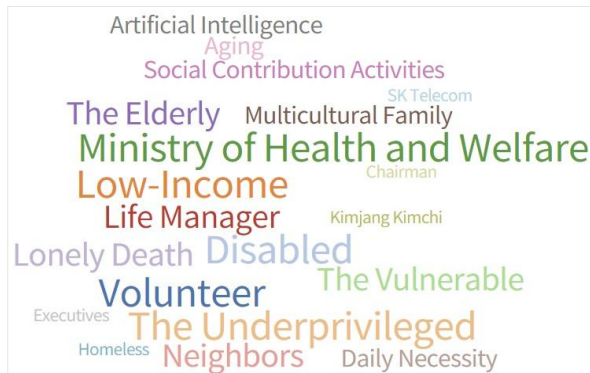 Artificial Intelligence
Aging
Social Contribution Activities
SK Telecom
The Elderly Multicultural Family
Ministry of Health and Welfare
Chairman
Low-Income
Life Manager Kimjang Kimchi
Lonely Death Disabled
The Vulnerable
Volunteer
Executives The Underprivileged
Homeless Neighbors Daily Necessity